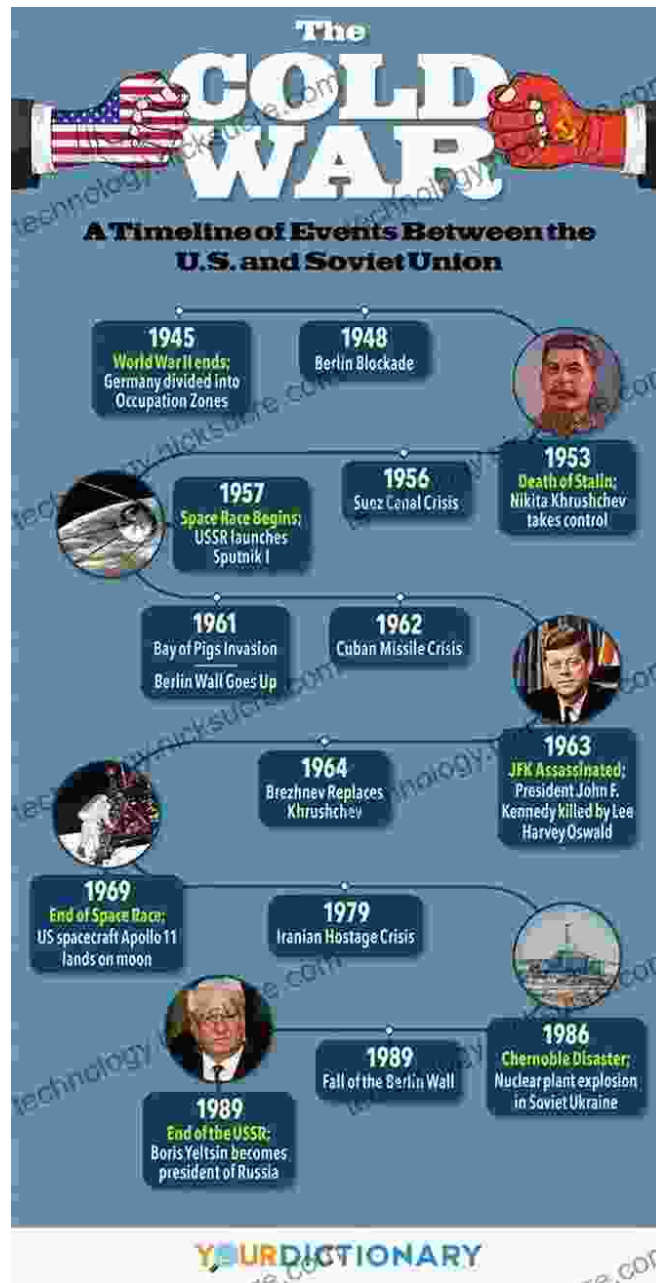 The
COLD
WAR
A Timeline of Events Between the
U.S. and Soviet Union
1945
World War II ends;
Germany divided into
Occupation Zones
1948
Berlin Blockade
1953
Death of Stalin;
Nikita Khrushchev
takes control
1956
Suez Canal Crisis
1957
Space Race Begins;
USSR launches
Sputnik I
1961
Bay of Pigs Invasion
Berlin Wall Goes Up
1962
Cuban Missile Crisis
1963
JFK Assassinated;
President John F.
Kennedy killed by Lee
Harvey Oswald
1964
Brezhnev Replaces
Khrushchev
1969
End of Space Race;
US spacecraft Apollo 11
lands on moon
1979
Iranian Hostage Crisis
1986
Chernoble Disaster;
Nuclear plant explosion
in Soviet Ukraine
1989
Fall of the Berlin Wall
1989
End of the USSR;
Boris Yeltsin becomes
president of Russia
YOURDICTIONARY
technology.nicksucre.com